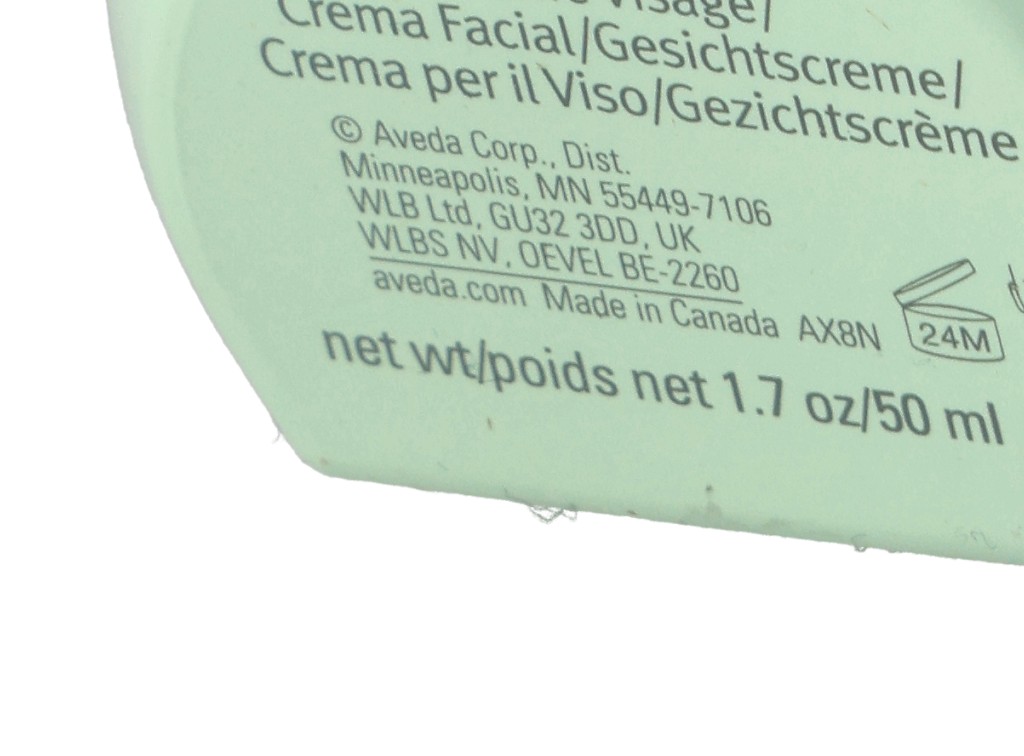 Visage/
Crema Facial/Gesichtscreme/
Crema per il Viso/Gezichtscrème
© Aveda Corp., Dist.
Minneapolis, MN 55449-7106
WLB Ltd, GU32 3DD, UK
WLBS NV, OEVEL BE-2260
aveda.com Made in Canada AX8N
24M
net wt/poids net 1.7 oz/50 ml